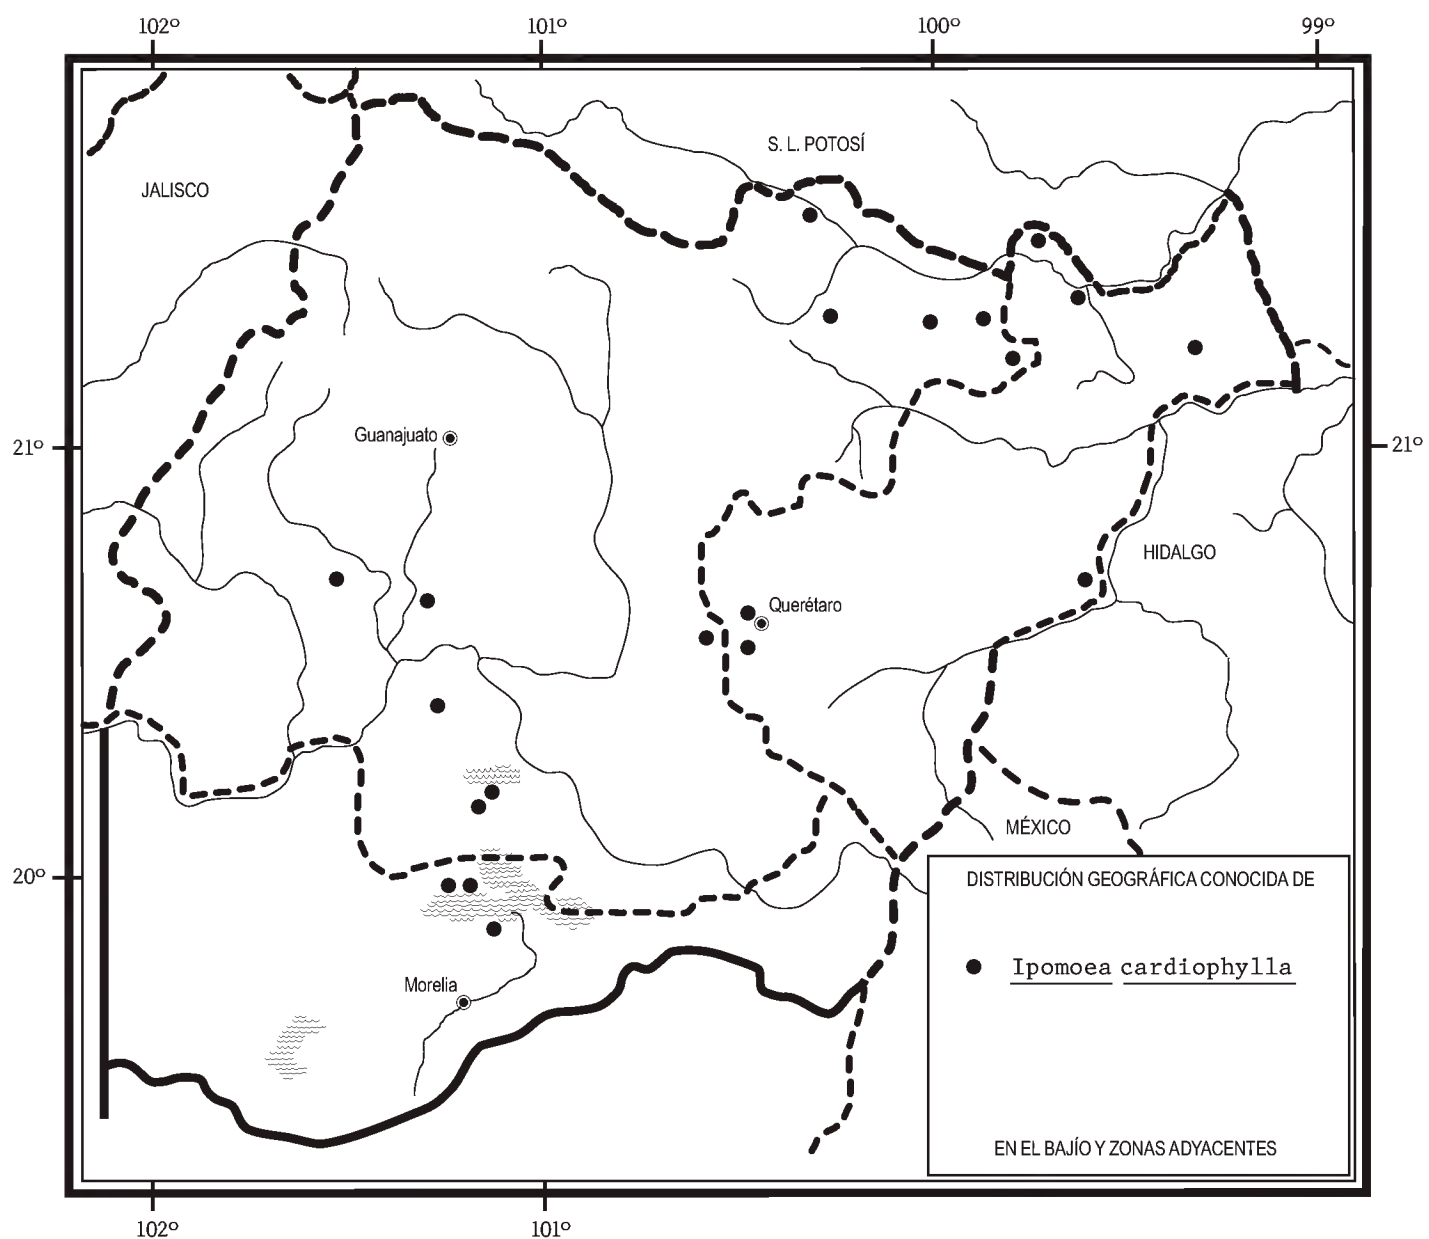 102º 101º 100º 99º
S. L. POTOSÍ
JALISCO
Guanajuato
21º 21º
HIDALGO
Querétaro
MÉXICO
20º
DISTRIBUCIÓN GEOGRÁFICA CONOCIDA DE
Ipomoea cardiophylla
Morelia
EN EL BAJÍO Y ZONAS ADYACENTES
102º 101º